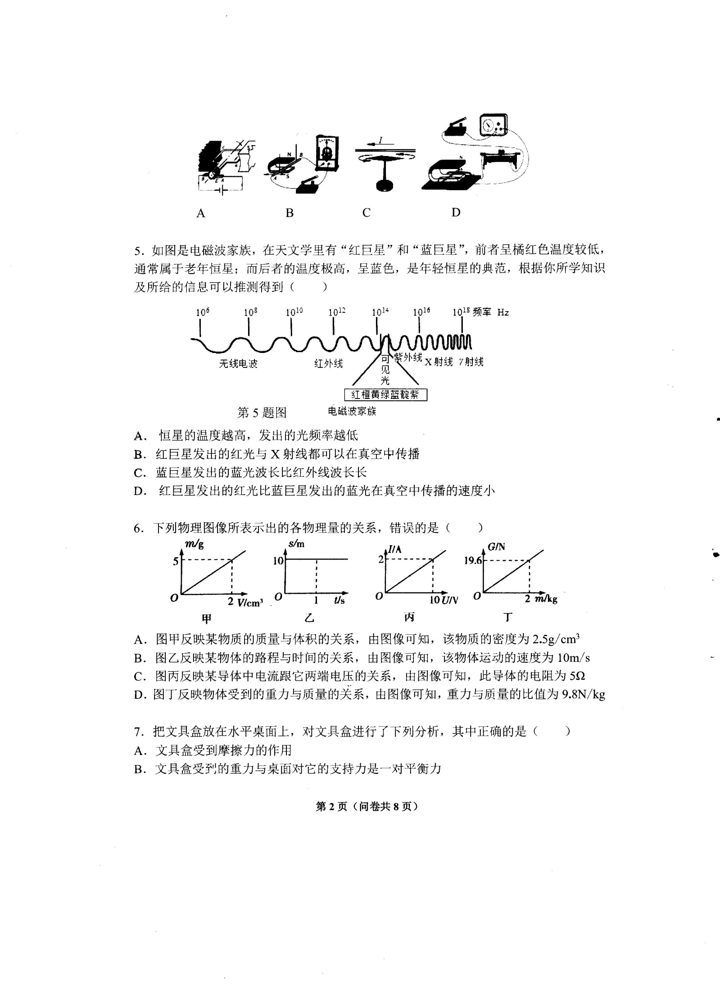 I
N
B
A
S
N
B
E
A
A B C D
5．如图是电磁波家族，在天文学里有“红巨星”和“蓝巨星”，前者呈橘红色温度较低，
通常属于老年恒星；而后者的温度极高，呈蓝色，是年轻恒星的典范，根据你所学知识
及所给的信息可以推测得到（　　）
10⁶ 10⁸ 10¹⁰ 10¹² 10¹⁴ 10¹⁶ 10¹⁸ 频率 Hz
无线电波 红外线 可见光 紫外线 X射线 γ射线
红橙黄绿蓝靛紫
第 5 题图 电磁波家族
A． 恒星的温度越高，发出的光频率越低
B．红巨星发出的红光与 X 射线都可以在真空中传播
C．蓝巨星发出的蓝光波长比红外线波长长
D． 红巨星发出的红光比蓝巨星发出的蓝光在真空中传播的速度小
6．下列物理图像所表示出的各物理量的关系，错误的是（　　）
m/g s/m I/A G/N
5 10 2 19.6
O 2 V/cm³ O 1 t/s O 10 U/V O 2 m/kg
甲 乙 丙 丁
A．图甲反映某物质的质量与体积的关系，由图像可知，该物质的密度为 2.5g/cm³
B．图乙反映某物体的路程与时间的关系，由图像可知，该物体运动的速度为 10m/s
C．图丙反映某导体中电流跟它两端电压的关系，由图像可知，此导体的电阻为 5Ω
D．图丁反映物体受到的重力与质量的关系，由图像可知，重力与质量的比值为 9.8N/kg
7．把文具盒放在水平桌面上，对文具盒进行了下列分析，其中正确的是（　　）
A．文具盒受到摩擦力的作用
B．文具盒受到的重力与桌面对它的支持力是一对平衡力
第 2 页（问卷共 8 页）